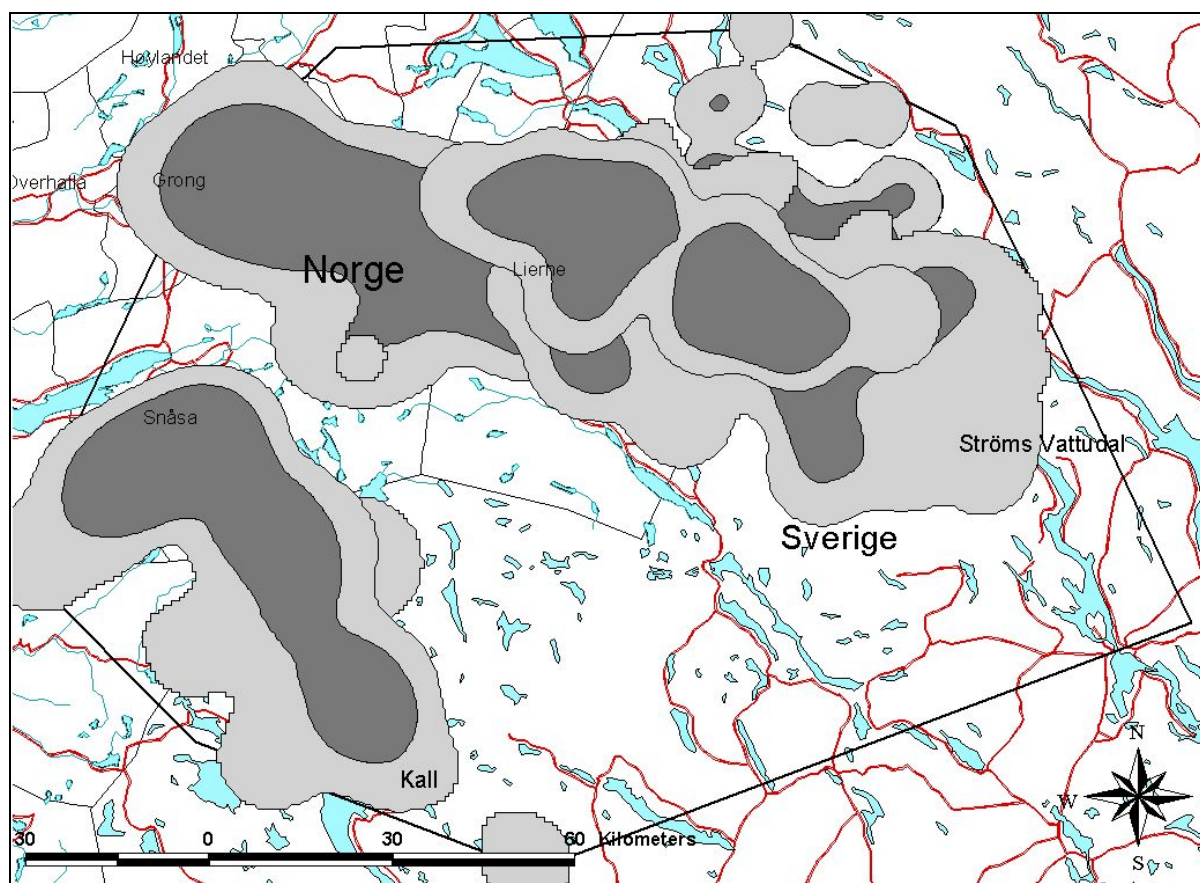 Høylandet
Overhalla
Grong
Norge
Lierne
Snåsa
Ströms Vattudal
Sverige
Kall
N
W
E
S
30 0 30 60 Kilometers